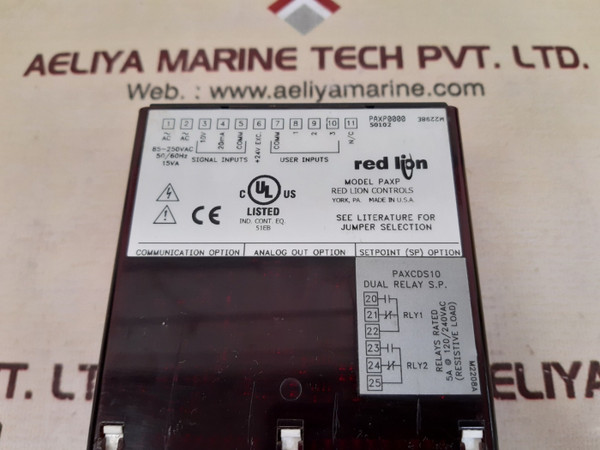 AELIYA MARINE TECH PVT. LTD.
Web. : www.aeliyamarine.com
1 2 3 4 5 6 7 8 9 10 11
PAXP0000
S0102
M22986
AC
AC
10V
20mA
COMM
+24V EXC.
COMM
1
2
3
N/C
85-250VAC
50/60Hz
15VA
SIGNAL INPUTS
USER INPUTS
red lion
MODEL PAXP
RED LION CONTROLS
YORK, PA. MADE IN U.S.A.
C UL US
LISTED
IND. CONT. EQ.
51EB
CE
SEE LITERATURE FOR
JUMPER SELECTION
COMMUNICATION OPTION
ANALOG OUT OPTION
SETPOINT (SP) OPTION
PAXCDS10
DUAL RELAY S.P.
20
21
22
RLY1
23
24
25
RLY2
RELAYS RATED
5A @ 120/240VAC
(RESISTIVE LOAD)
M2208A